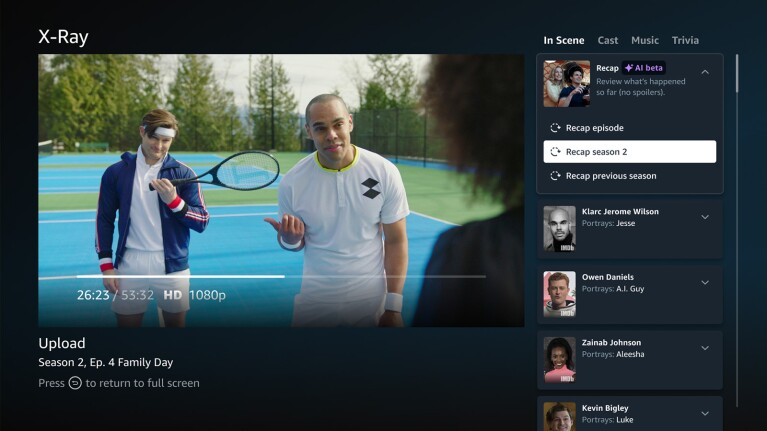 X-Ray
In Scene Cast Music Trivia
Recap AI beta
Review what's happened
so far (no spoilers).
Recap episode
Recap season 2
Recap previous season
Klarc Jerome Wilson
Portrays: Jesse
IMDb
Owen Daniels
Portrays: A.I. Guy
IMDb
Zainab Johnson
Portrays: Aleesha
IMDb
Kevin Bigley
Portrays: Luke
26:23 / 53:32 HD 1080p
Upload
Season 2, Ep. 4 Family Day
Press to return to full screen